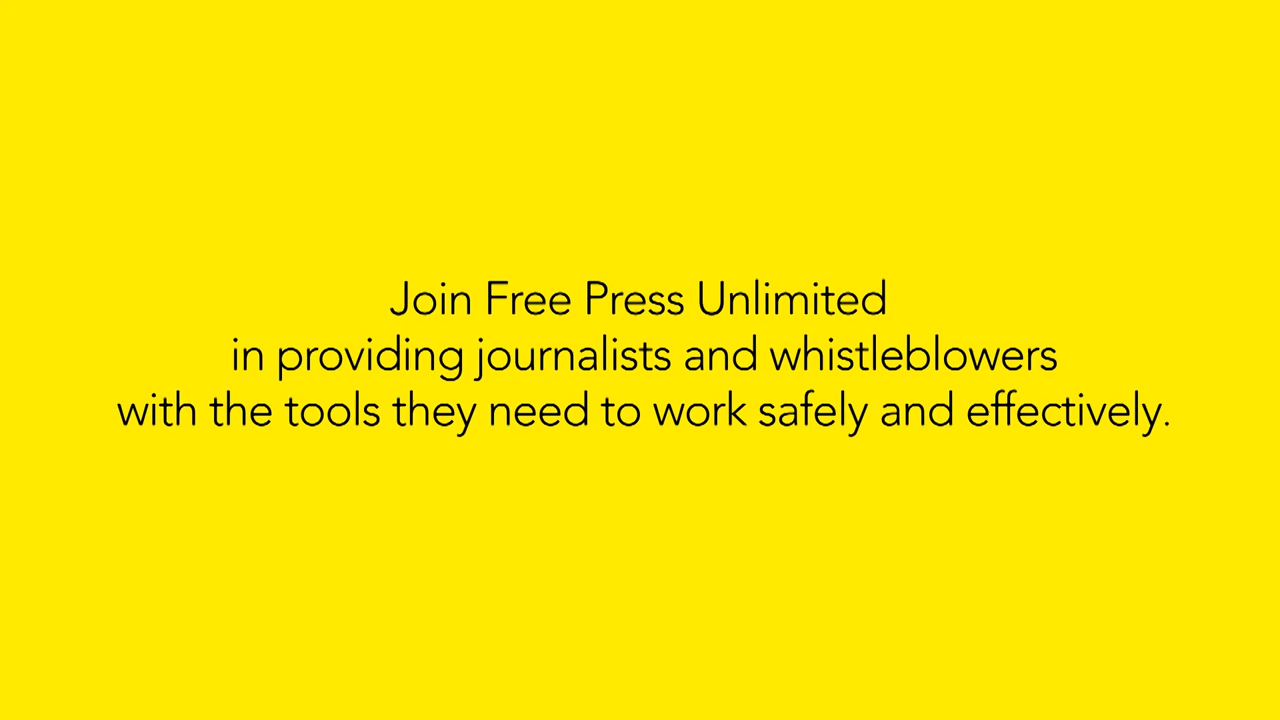 Join Free Press Unlimited
in providing journalists and whistleblowers
with the tools they need to work safely and effectively.